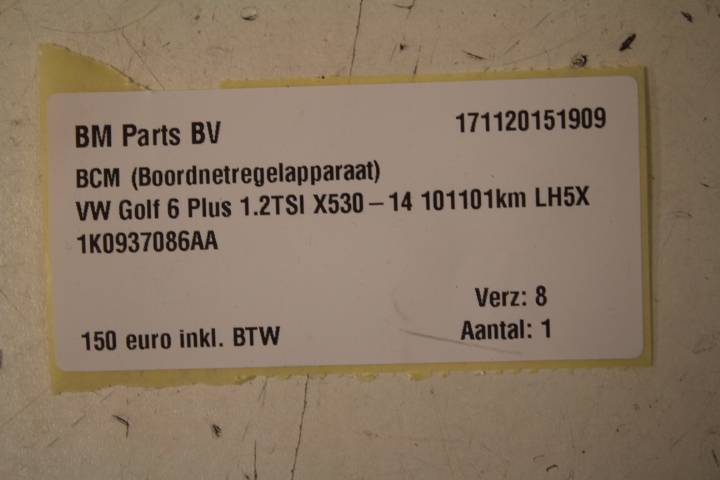 BM Parts BV 171120151909
BCM (Boordnetregelapparaat)
VW Golf 6 Plus 1.2TSI X530 – 14 101101km LH5X
1K0937086AA
Verz: 8
150 euro inkl. BTW Aantal: 1